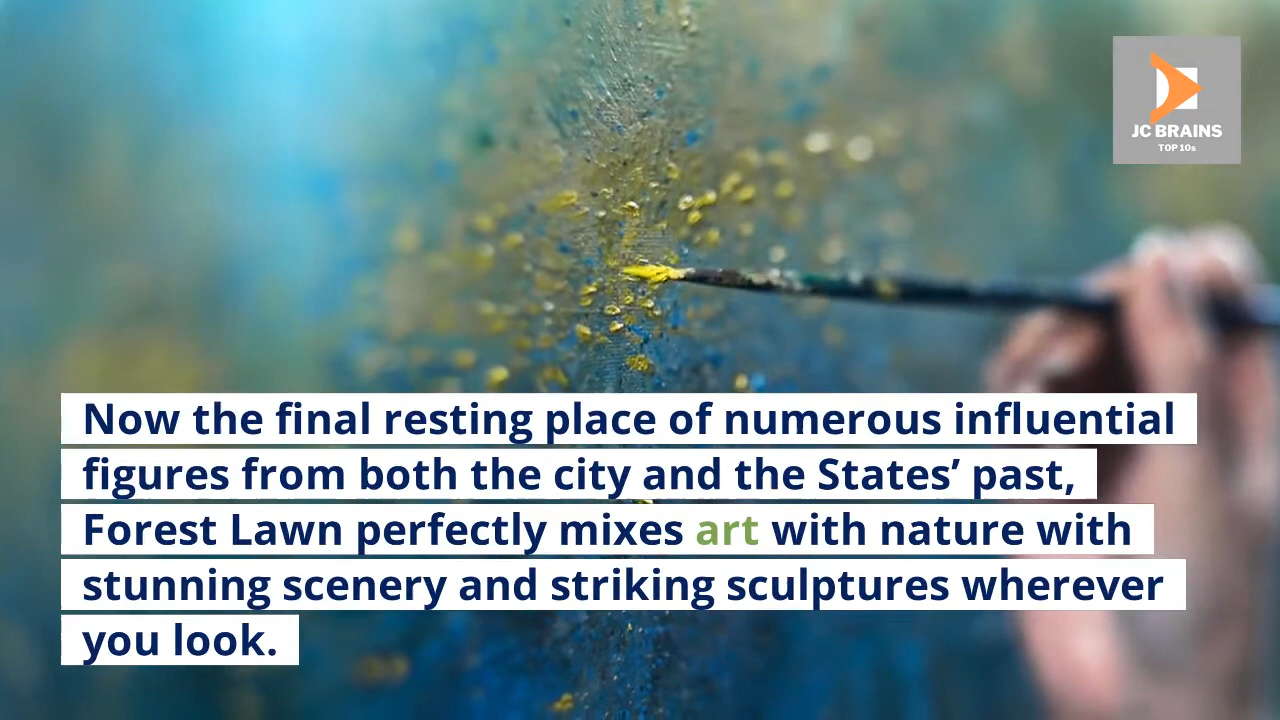 JC BRAINS
TOP 10s
Now the final resting place of numerous influential
figures from both the city and the States’ past,
Forest Lawn perfectly mixes art with nature with
stunning scenery and striking sculptures wherever
you look.